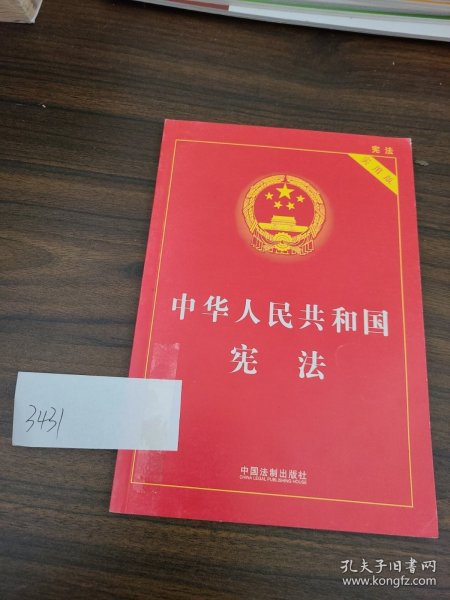 宪法
实用版
中华人民共和国
宪法
3431
中国法制出版社
CHINA LEGAL PUBLISHING HOUSE
孔夫子旧书网
www.kongfz.com